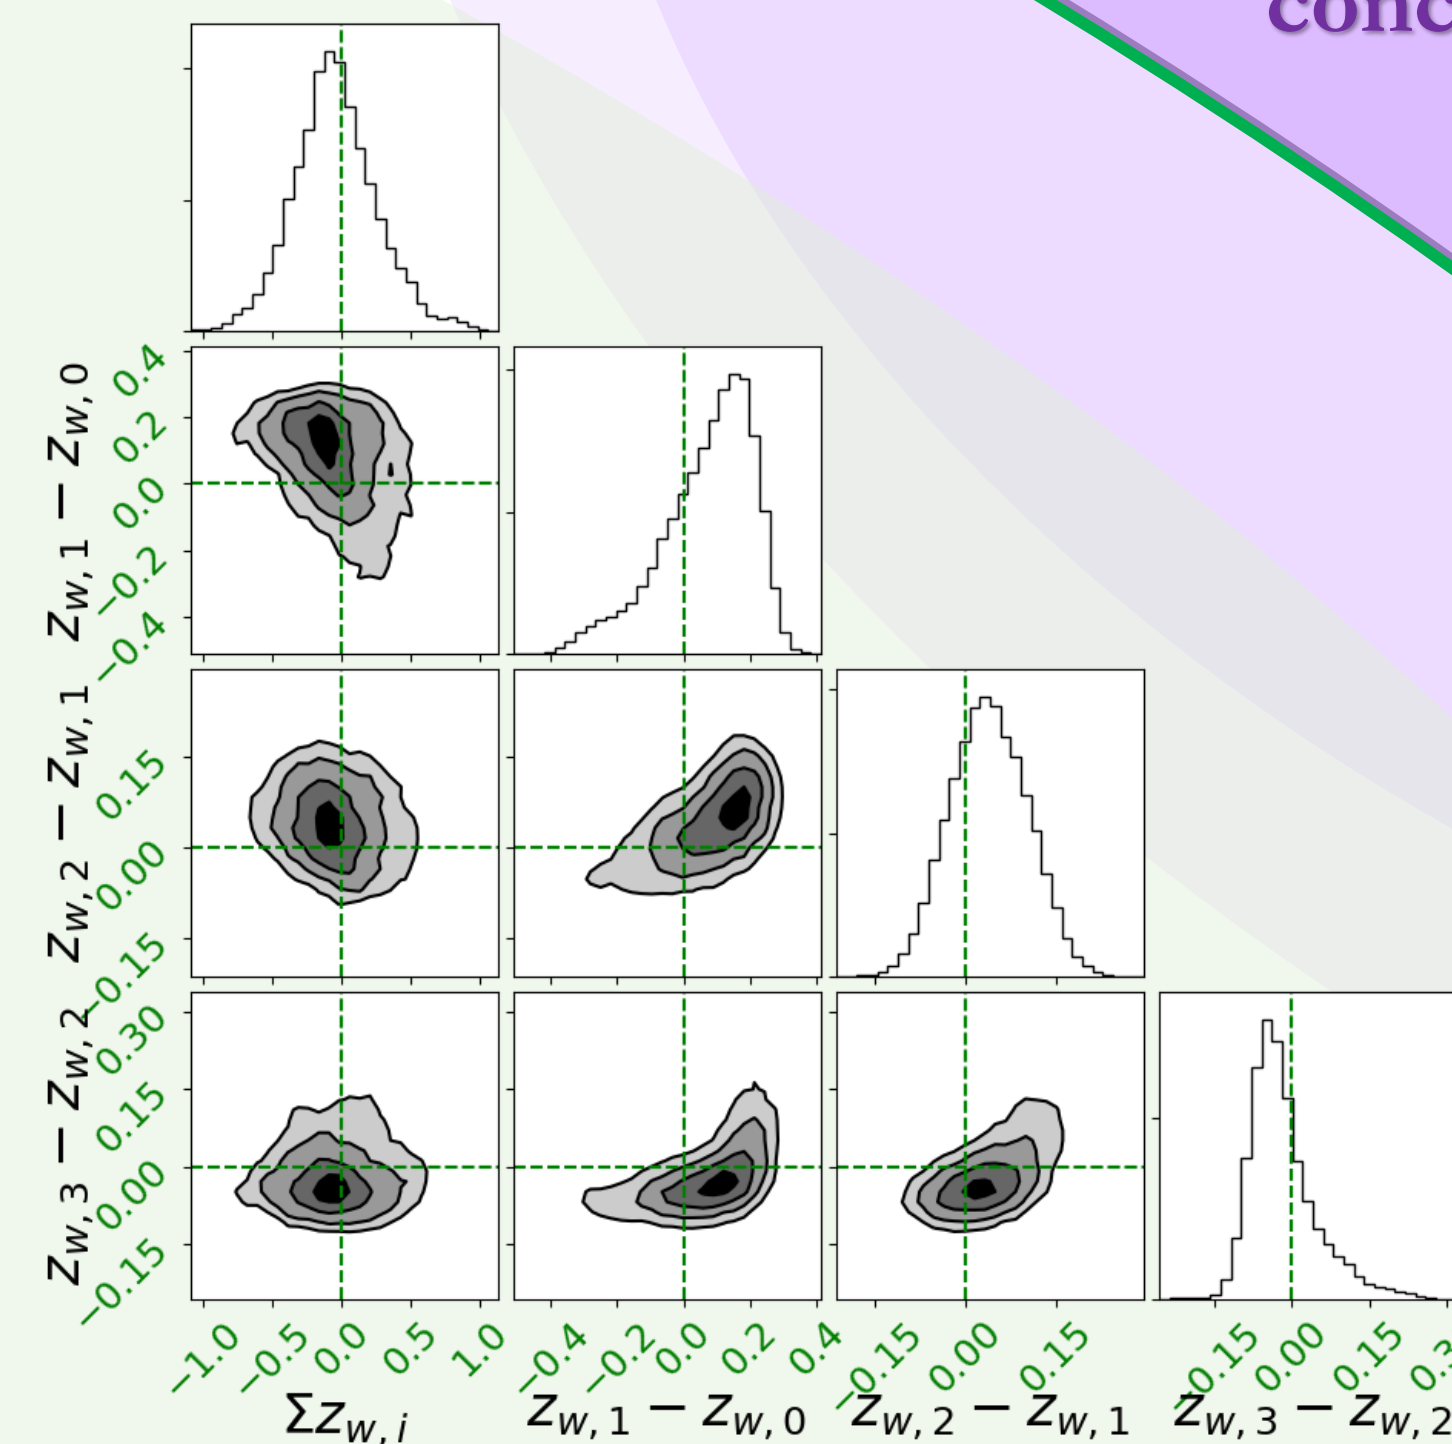 conc
z_{w,1} − z_{w,0}
0.4
0.2
0.0
−0.2
−0.4
z_{w,2} − z_{w,1}
0.15
0.00
−0.15
z_{w,3} − z_{w,2}
0.30
0.15
0.00
−0.15
−1.0 −0.5 0.0 0.5 1.0
−0.4 −0.2 0.0 0.2 0.4
−0.15 0.00 0.15
−0.15 0.00 0.15 0.3
Σz_{w,i}
z_{w,1} − z_{w,0}
z_{w,2} − z_{w,1}
z_{w,3} − z_{w,2}